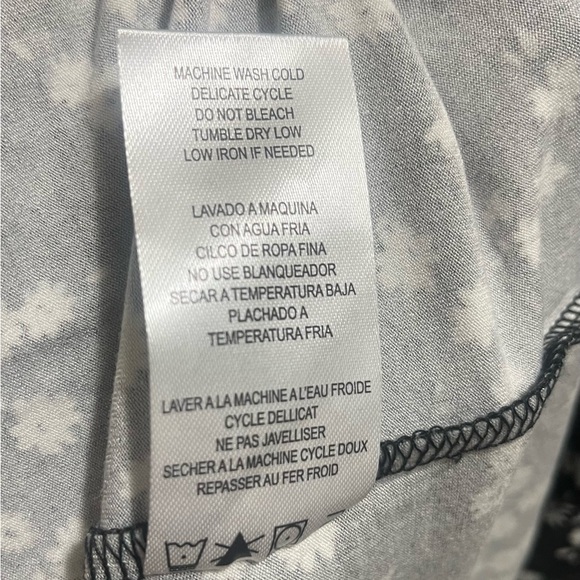 MACHINE WASH COLD
DELICATE CYCLE
DO NOT BLEACH
TUMBLE DRY LOW
LOW IRON IF NEEDED
LAVADO A MAQUINA
CON AGUA FRIA
CILCO DE ROPA FINA
NO USE BLANQUEADOR
SECAR A TEMPERATURA BAJA
PLACHADO A
TEMPERATURA FRIA
LAVER A LA MACHINE A L'EAU FROIDE
CYCLE DELLICAT
NE PAS JAVELLISER
SECHER A LA MACHINE CYCLE DOUX
REPASSER AU FER FROID